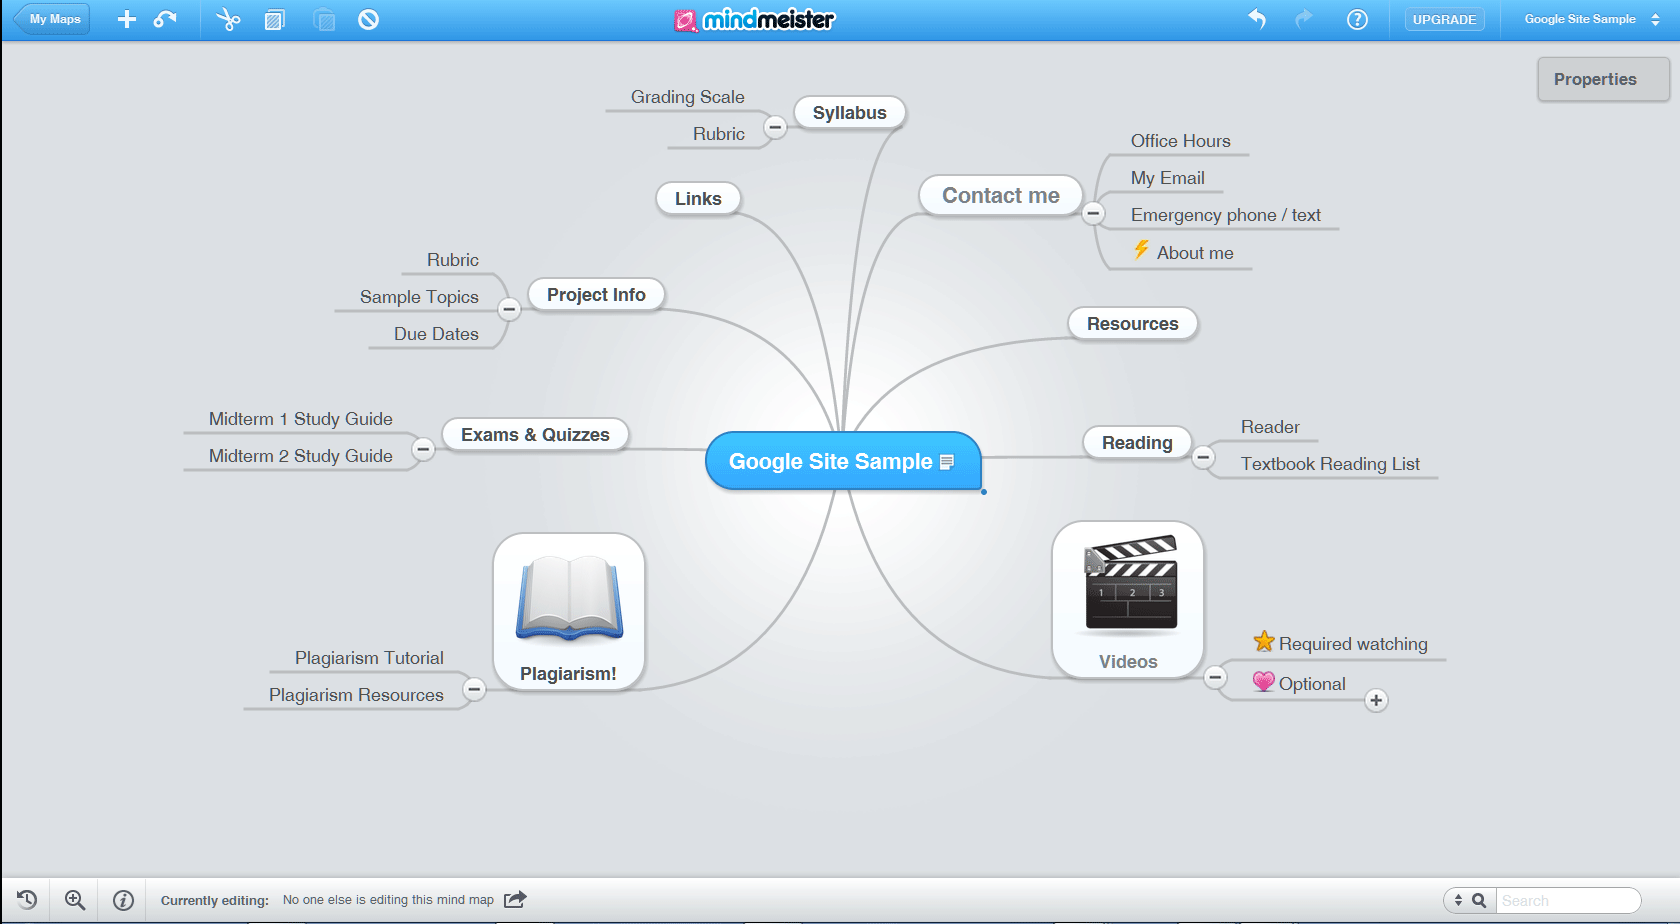 My Maps
mindmeister
UPGRADE
Google Site Sample
Properties
Grading Scale
Rubric
Syllabus
Links
Contact me
Office Hours
My Email
Emergency phone / text
About me
Rubric
Sample Topics
Due Dates
Project Info
Resources
Midterm 1 Study Guide
Midterm 2 Study Guide
Exams & Quizzes
Google Site Sample
Reading
Reader
Textbook Reading List
Plagiarism Tutorial
Plagiarism Resources
Plagiarism!
1 2 3
Videos
Required watching
Optional
Currently editing: No one else is editing this mind map
Search